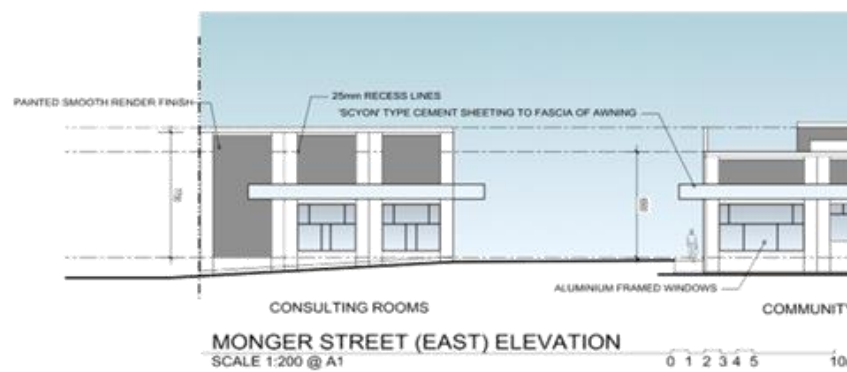 PAINTED SMOOTH RENDER FINISH
25mm RECESS LINES
'SCYON' TYPE CEMENT SHEETING TO FASCIA OF AWNING
ALUMINIUM FRAMED WINDOWS
CONSULTING ROOMS
COMMUNITY
MONGER STREET (EAST) ELEVATION
SCALE 1:200 @ A1
0 1 2 3 4 5 10